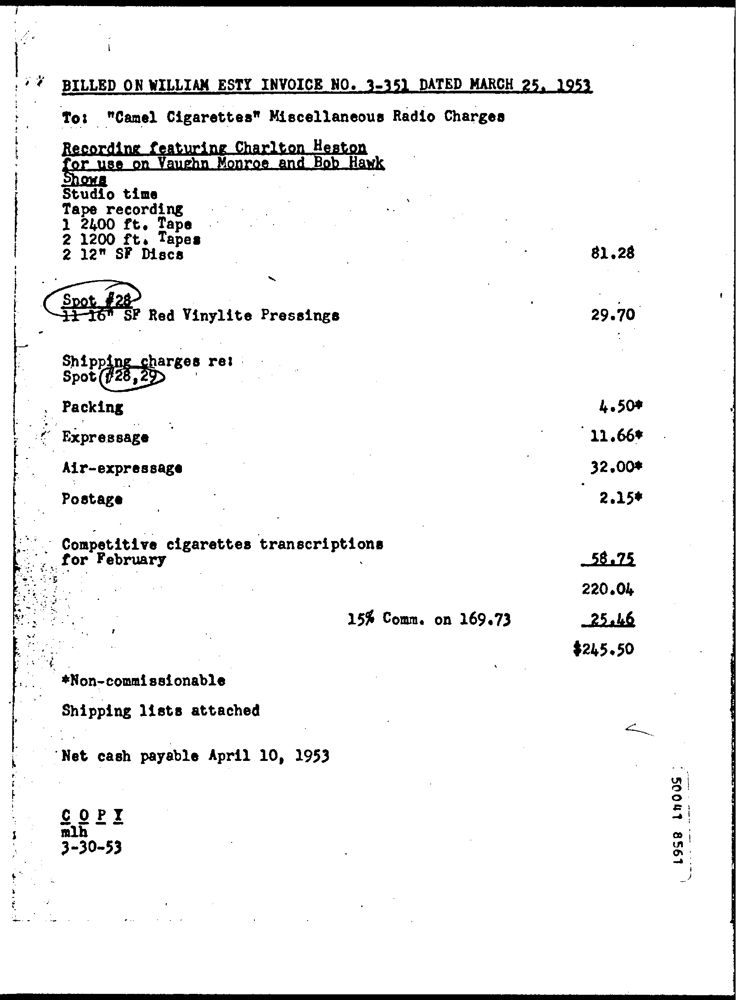 BILLED ON WILLIAM ESTY INVOICE NO. 3-351 DATED MARCH 25, 1953
To: "Camel Cigarettes" Miscellaneous Radio Charges
Recording featuring Charlton Heston
for use on Vaughn Monroe and Bob Hawk
Shows
Studio time
Tape recording
1 2400 ft. Tape
2 1200 ft. Tapes
2 12" SF Discs 81.28
Spot #28
11 16" SF Red Vinylite Pressings 29.70
Shipping charges re:
Spot #28,29
Packing 4.50*
Expressage 11.66*
Air-expressage 32.00*
Postage 2.15*
Competitive cigarettes transcriptions
for February 58.75
220.04
15% Comm. on 169.73 25.46
$245.50
*Non-commissionable
Shipping lists attached
Net cash payable April 10, 1953
C O P Y
mlh
3-30-53
50041 8561